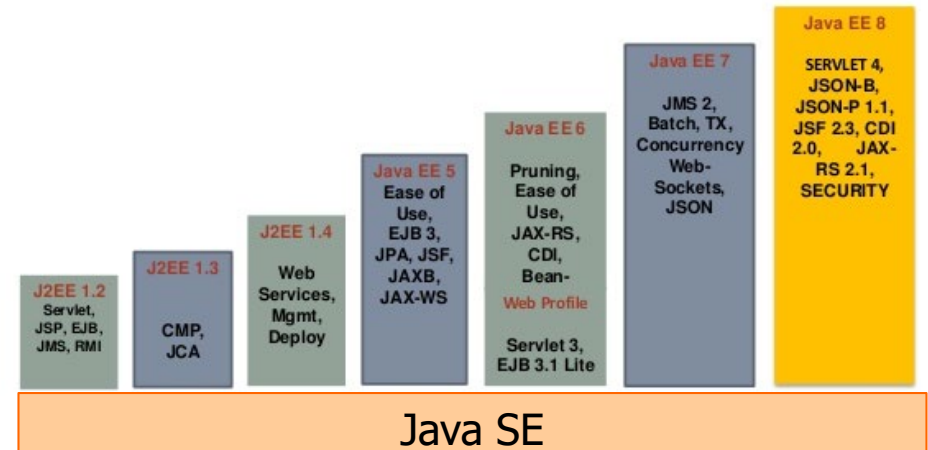 J2EE 1.2
Servlet,
JSP, EJB,
JMS, RMI
J2EE 1.3
CMP,
JCA
J2EE 1.4
Web
Services,
Mgmt,
Deploy
Java EE 5
Ease of
Use,
EJB 3,
JPA, JSF,
JAXB,
JAX-WS
Java EE 6
Pruning,
Ease of
Use,
JAX-RS,
CDI,
Bean-
Web Profile
Servlet 3,
EJB 3.1 Lite
Java EE 7
JMS 2,
Batch, TX,
Concurrency
Web-
Sockets,
JSON
Java EE 8
SERVLET 4,
JSON-B,
JSON-P 1.1,
JSF 2.3, CDI
2.0, JAX-
RS 2.1,
SECURITY
Java SE